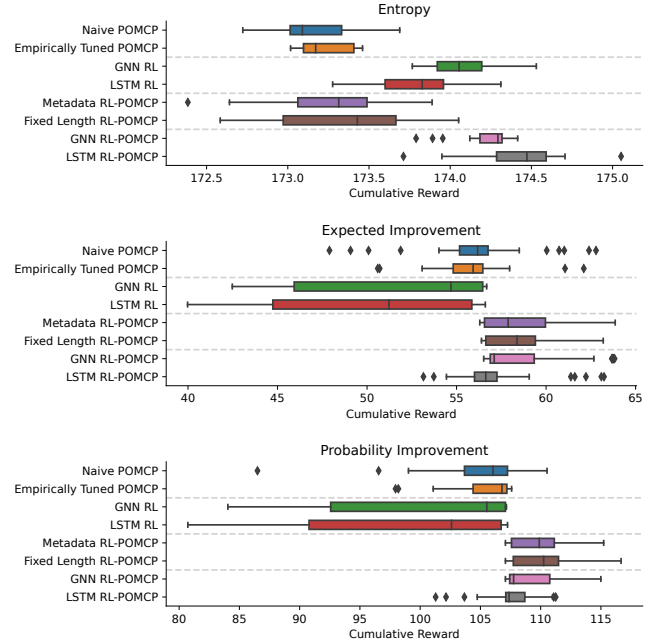 Entropy
Naive POMCP
Empirically Tuned POMCP
GNN RL
LSTM RL
Metadata RL-POMCP
Fixed Length RL-POMCP
GNN RL-POMCP
LSTM RL-POMCP
172.5 173.0 173.5 174.0 174.5 175.0
Cumulative Reward
Expected Improvement
Naive POMCP
Empirically Tuned POMCP
GNN RL
LSTM RL
Metadata RL-POMCP
Fixed Length RL-POMCP
GNN RL-POMCP
LSTM RL-POMCP
40 45 50 55 60 65
Cumulative Reward
Probability Improvement
Naive POMCP
Empirically Tuned POMCP
GNN RL
LSTM RL
Metadata RL-POMCP
Fixed Length RL-POMCP
GNN RL-POMCP
LSTM RL-POMCP
80 85 90 95 100 105 110 115
Cumulative Reward